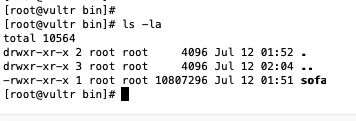 [root@vultr bin]#
[root@vultr bin]# ls -la
total 10564
drwxr-xr-x 2 root root     4096 Jul 12 01:52 .
drwxr-xr-x 3 root root     4096 Jul 12 02:04 ..
-rwxr-xr-x 1 root root 10807296 Jul 12 01:51 sofa
[root@vultr bin]#